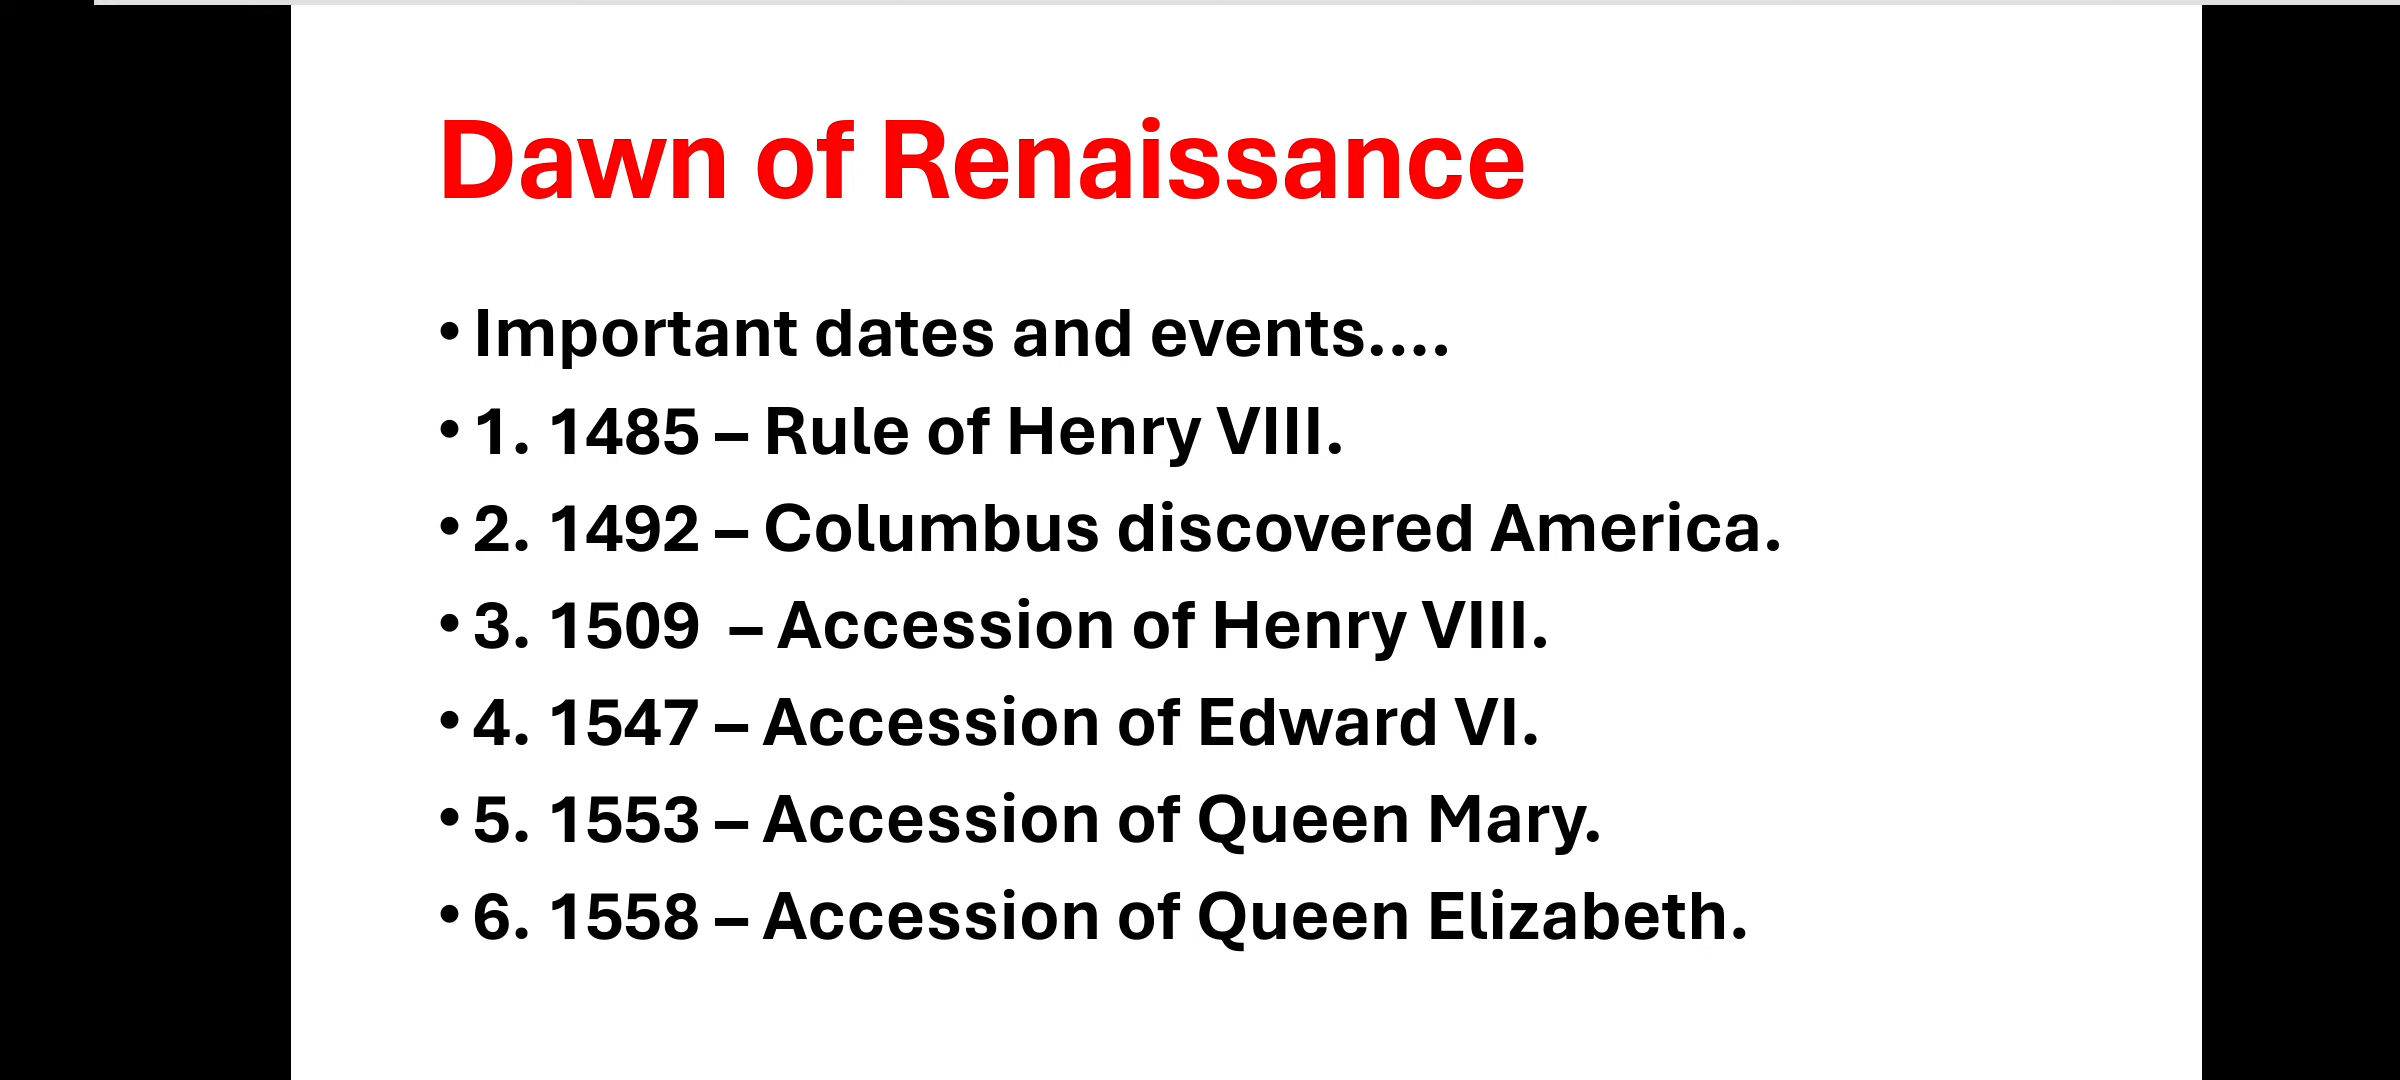 Dawn of Renaissance
• Important dates and events....
• 1. 1485 – Rule of Henry VIII.
• 2. 1492 – Columbus discovered America.
• 3. 1509  – Accession of Henry VIII.
• 4. 1547 – Accession of Edward VI.
• 5. 1553 – Accession of Queen Mary.
• 6. 1558 – Accession of Queen Elizabeth.